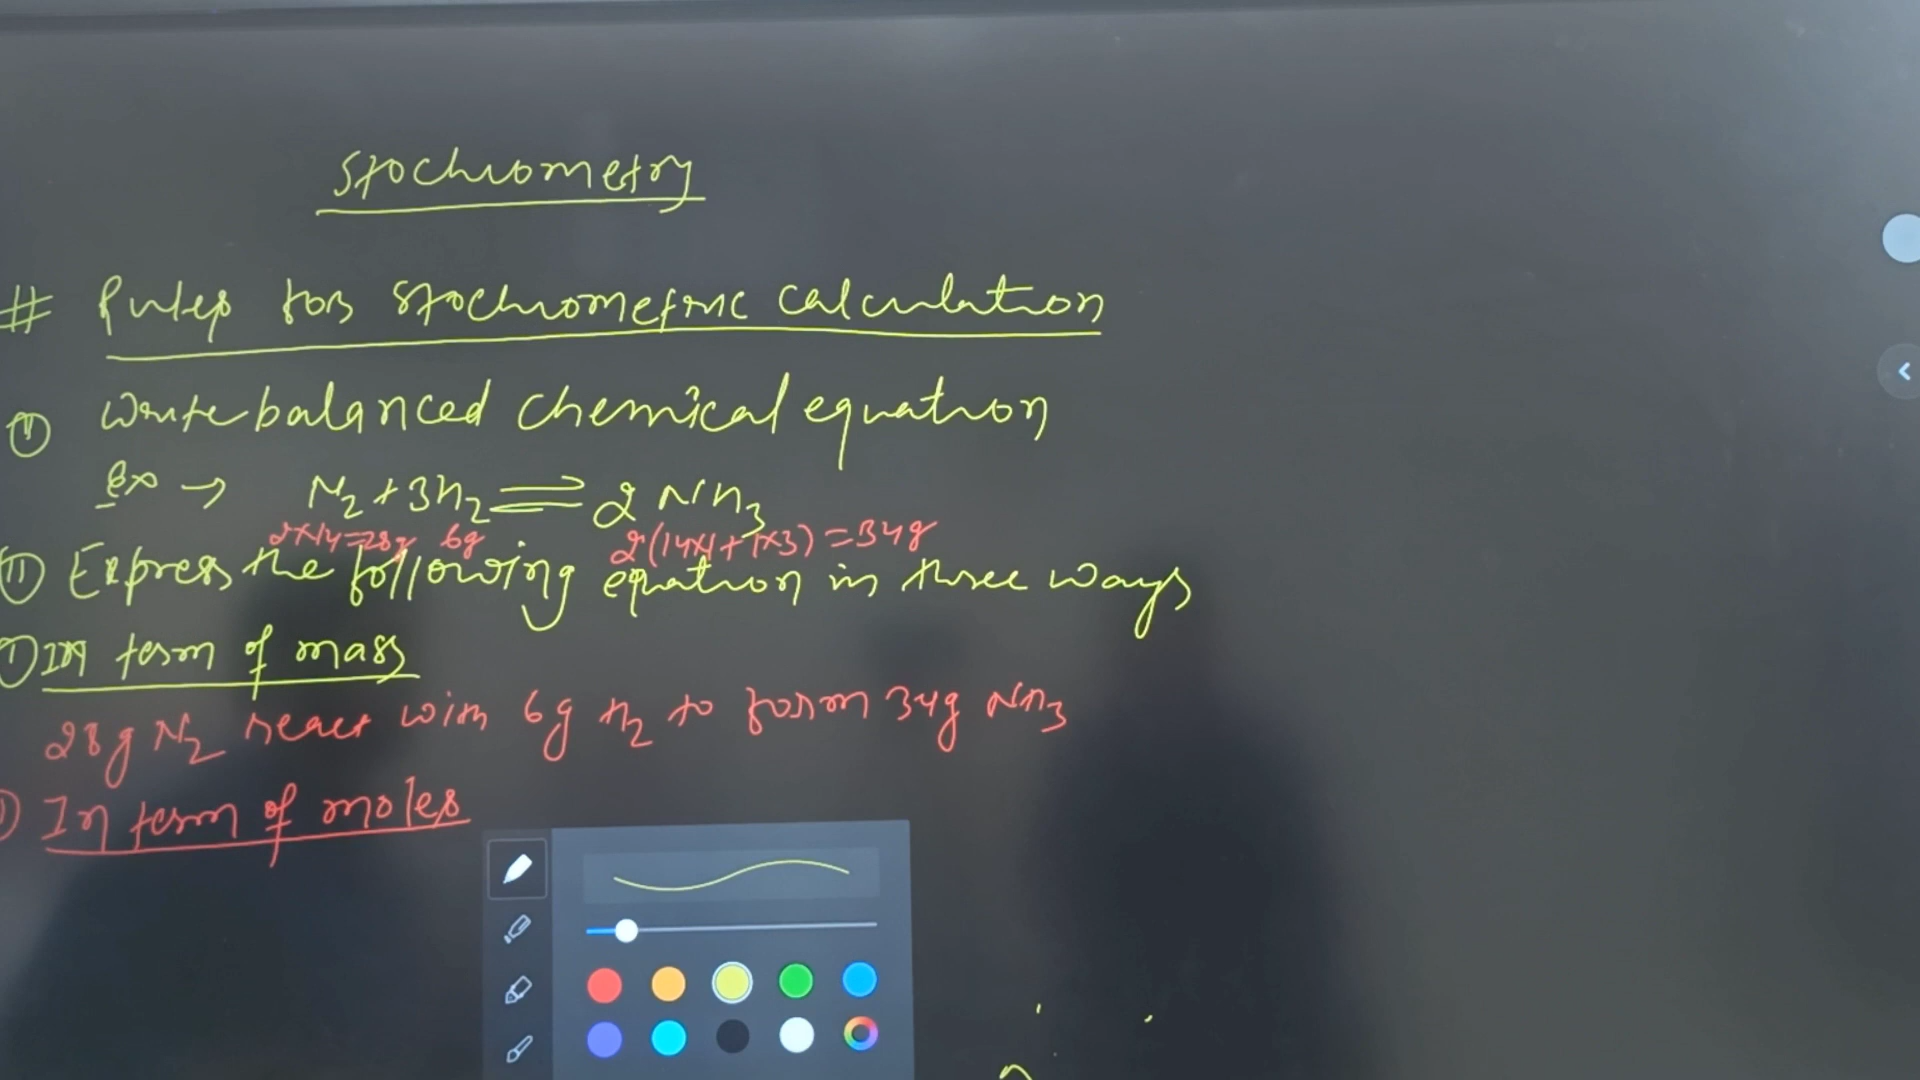 Stochiometry
# Rules for stochiometric calculation
(I) Write balanced chemical equation
ex → N2 + 3H2 ⇌ 2 NH3
2×14=28g 6g 2(14×1+1×3) = 34g
(II) Express the following equation in three ways
(I) In term of mass
28g N2 react with 6g H2 to form 34g NH3
In term of moles